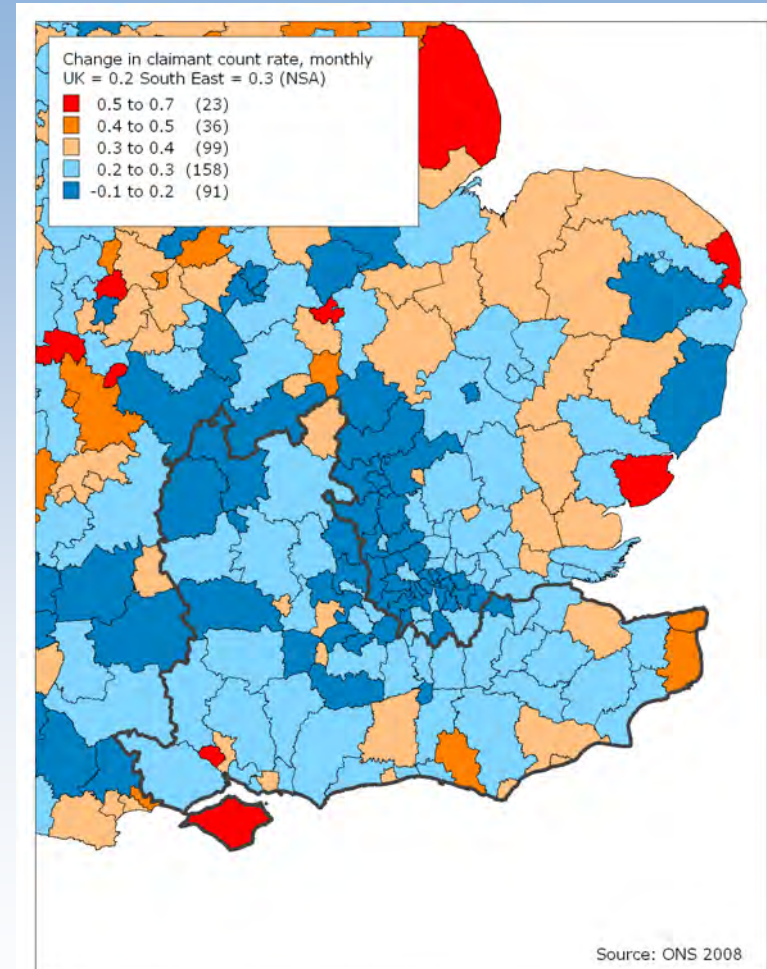 Change in claimant count rate, monthly
UK = 0.2 South East = 0.3 (NSA)
0.5 to 0.7 (23)
0.4 to 0.5 (36)
0.3 to 0.4 (99)
0.2 to 0.3 (158)
-0.1 to 0.2 (91)
Source: ONS 2008